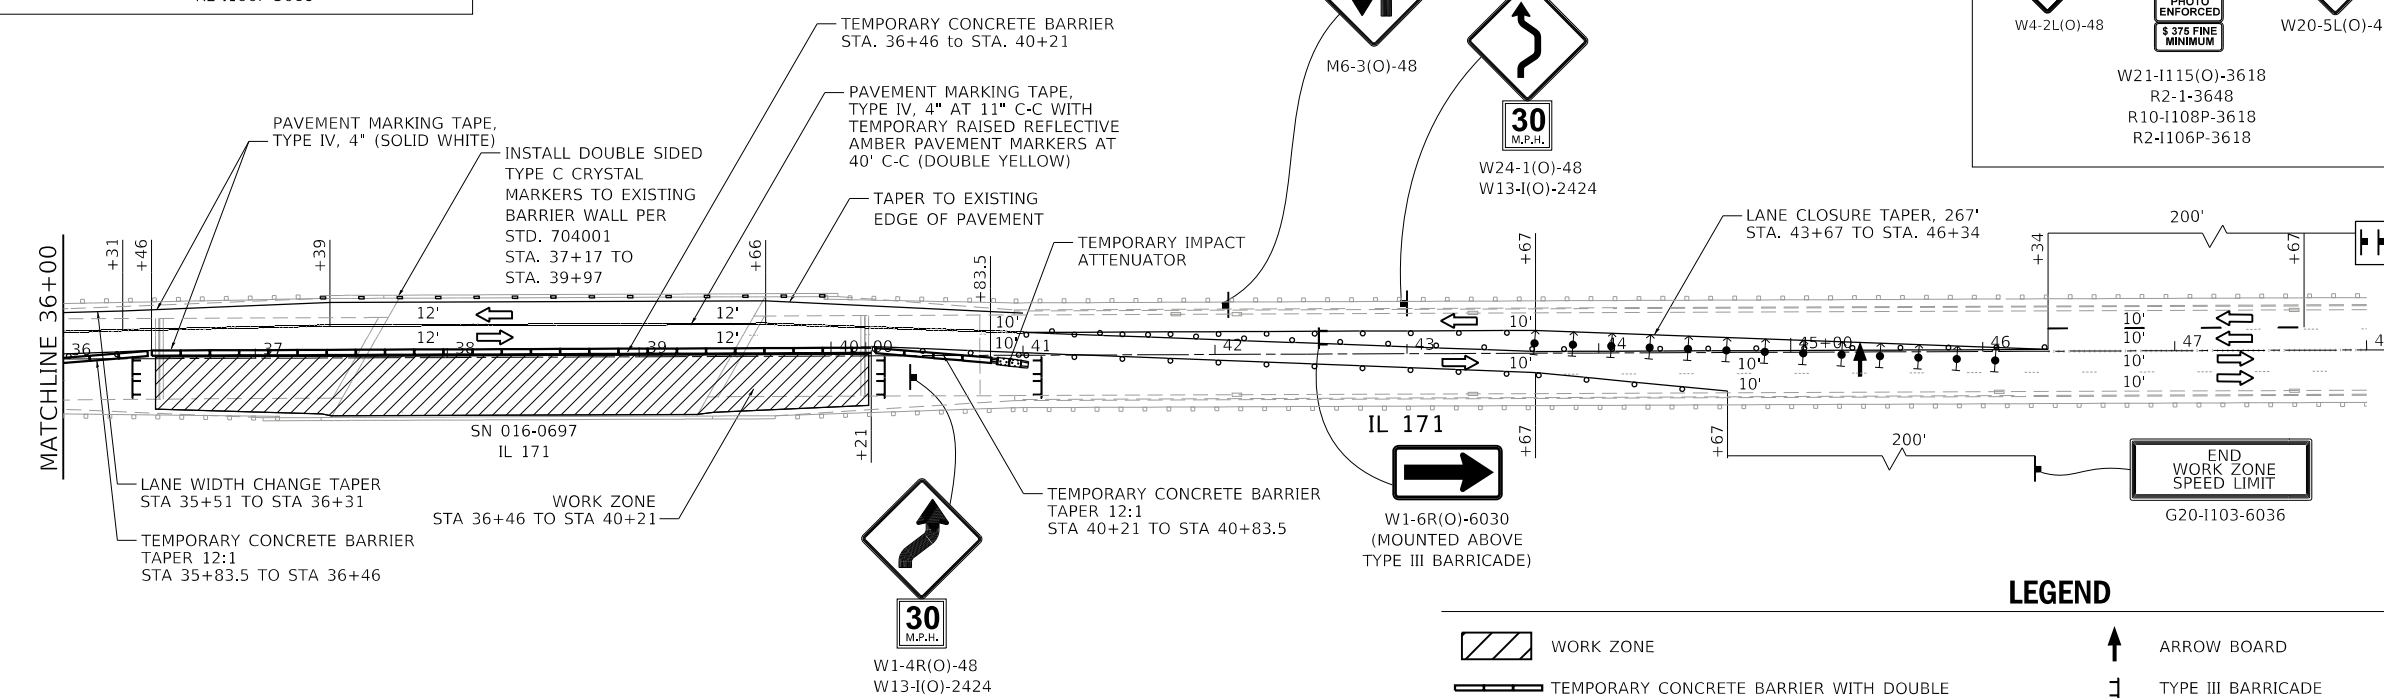 TEMPORARY CONCRETE BARRIER
STA. 36+46 to STA. 40+21
PAVEMENT MARKING TAPE,
TYPE IV, 4" AT 11" C-C WITH
TEMPORARY RAISED REFLECTIVE
AMBER PAVEMENT MARKERS AT
40' C-C (DOUBLE YELLOW)
PAVEMENT MARKING TAPE,
TYPE IV, 4" (SOLID WHITE)
INSTALL DOUBLE SIDED
TYPE C CRYSTAL
MARKERS TO EXISTING
BARRIER WALL PER
STD. 704001
STA. 37+17 TO
STA. 39+97
TAPER TO EXISTING
EDGE OF PAVEMENT
TEMPORARY IMPACT
ATTENUATOR
M6-3(O)-48
30
M.P.H.
W24-1(O)-48
W13-I(O)-2424
W4-2L(O)-48
PHOTO
ENFORCED
$ 375 FINE
MINIMUM
W20-5L(O)-4
W21-I115(O)-3618
R2-1-3648
R10-I108P-3618
R2-I106P-3618
LANE CLOSURE TAPER, 267'
STA. 43+67 TO STA. 46+34
200'
MATCHLINE 36+00
+31
+46
+39
+66
+83.5
+67
+34
+67
12'
12'
12'
12'
10'
10'
10'
10'
10'
10'
10'
10'
10'
10'
36
37
38
39
40+00
41
42
43
44
45+00
46
47
4
SN 016-0697
IL 171
+21
IL 171
+67
+67
200'
LANE WIDTH CHANGE TAPER
STA 35+51 TO STA 36+31
TEMPORARY CONCRETE BARRIER
TAPER 12:1
STA 35+83.5 TO STA 36+46
WORK ZONE
STA 36+46 TO STA 40+21
30
M.P.H.
W1-4R(O)-48
W13-I(O)-2424
TEMPORARY CONCRETE BARRIER
TAPER 12:1
STA 40+21 TO STA 40+83.5
W1-6R(O)-6030
(MOUNTED ABOVE
TYPE III BARRICADE)
END
WORK ZONE
SPEED LIMIT
G20-I103-6036
LEGEND
WORK ZONE
ARROW BOARD
TEMPORARY CONCRETE BARRIER WITH DOUBLE
TYPE III BARRICADE